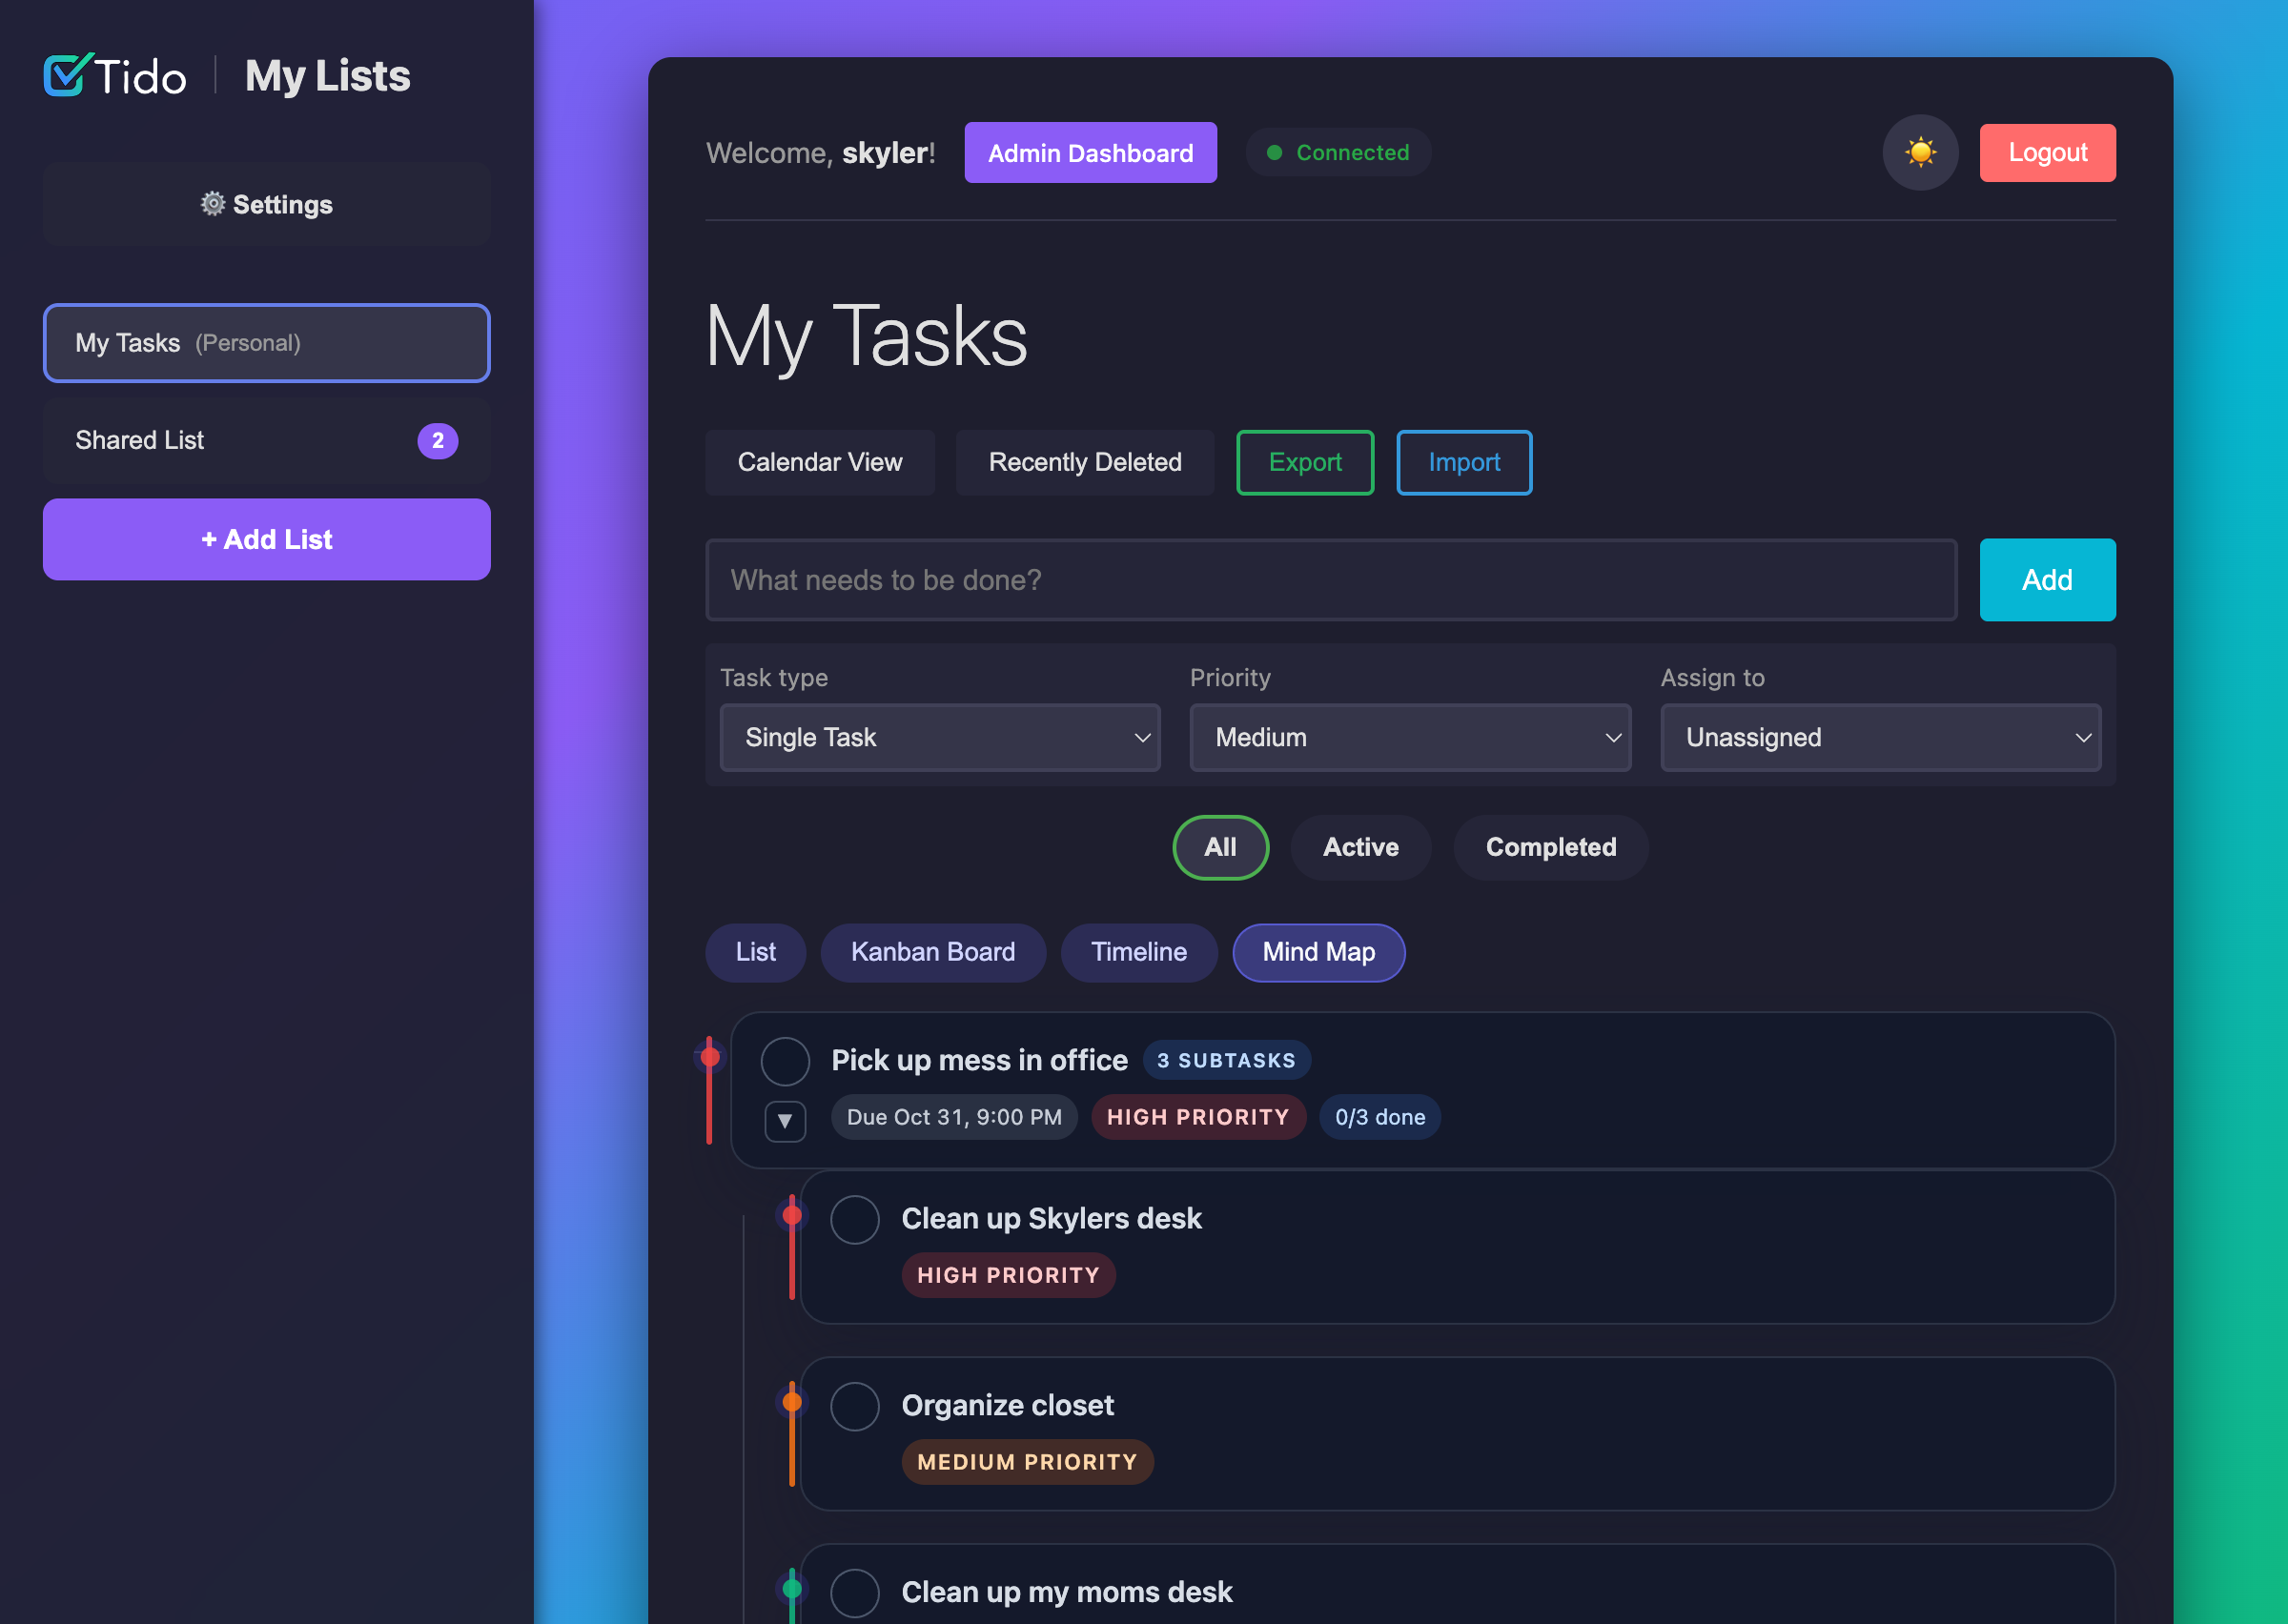 Tido
My Lists
⚙️ Settings
My Tasks (Personal)
Shared List 2
+ Add List
Welcome, skyler!
Admin Dashboard
Connected
Logout
My Tasks
Calendar View
Recently Deleted
Export
Import
What needs to be done?
Add
Task type
Priority
Assign to
Single Task
Medium
Unassigned
All
Active
Completed
List
Kanban Board
Timeline
Mind Map
Pick up mess in office
3 SUBTASKS
Due Oct 31, 9:00 PM
HIGH PRIORITY
0/3 done
Clean up Skylers desk
HIGH PRIORITY
Organize closet
MEDIUM PRIORITY
Clean up my moms desk